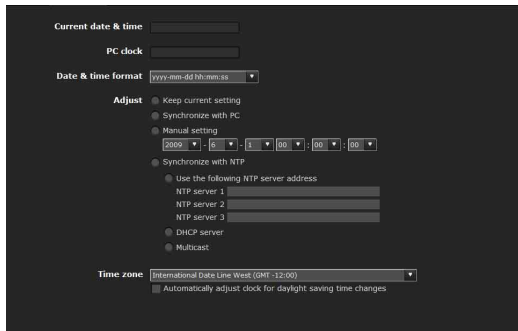 Current date & time
PC clock
Date & time format yyyy-mm-dd hh:mm:ss
Adjust Keep current setting
Synchronize with PC
Manual setting
2009 - 6 - 1 00 : 00 : 00
Synchronize with NTP
Use the following NTP server address
NTP server 1
NTP server 2
NTP server 3
DHCP server
Multicast
Time zone International Date Line West (GMT -12:00)
Automatically adjust clock for daylight saving time changes